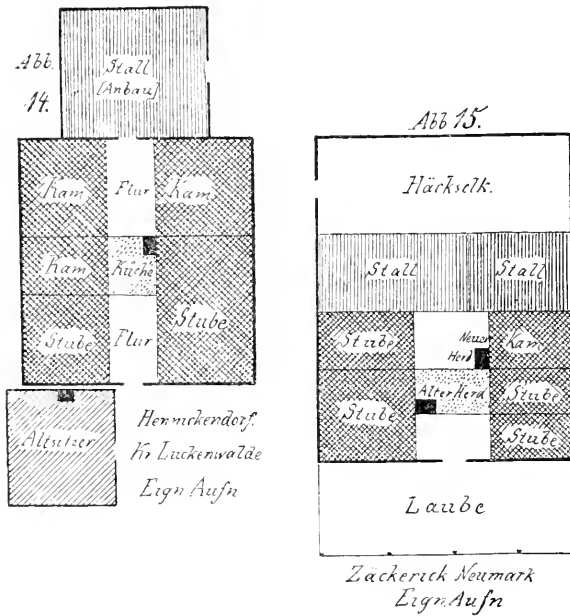 Abb.
14.
Stall
[Anbau]
Kam
Flur
Kam
Kam
Küche
Stube
Stube
Flur
Altsitzer
Hennickendorf.
Kr Luckenwalde
Eign Aufn
Abb 15.
Häckselk.
Stall
Stall
Stube
Neuer
Herd
Kam
Stube
Alter Herd
Stube
Stube
Laube
Zäckerick Neumark
Eign Aufn